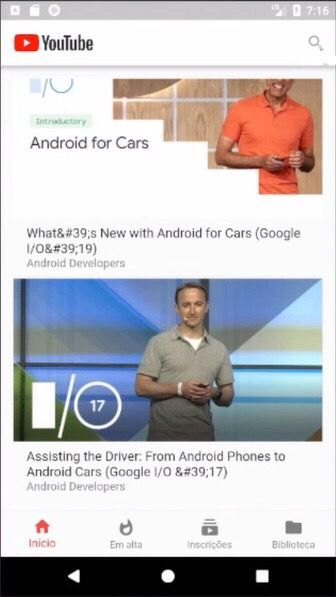 7:16
YouTube
I/O
Introductory
Android for Cars
What&#39;s New with Android for Cars (Google
I/O&#39;19)
Android Developers
I/O 17
Assisting the Driver: From Android Phones to
Android Cars (Google I/O &#39;17)
Android Developers
Início
Em alta
Inscrições
Biblioteca